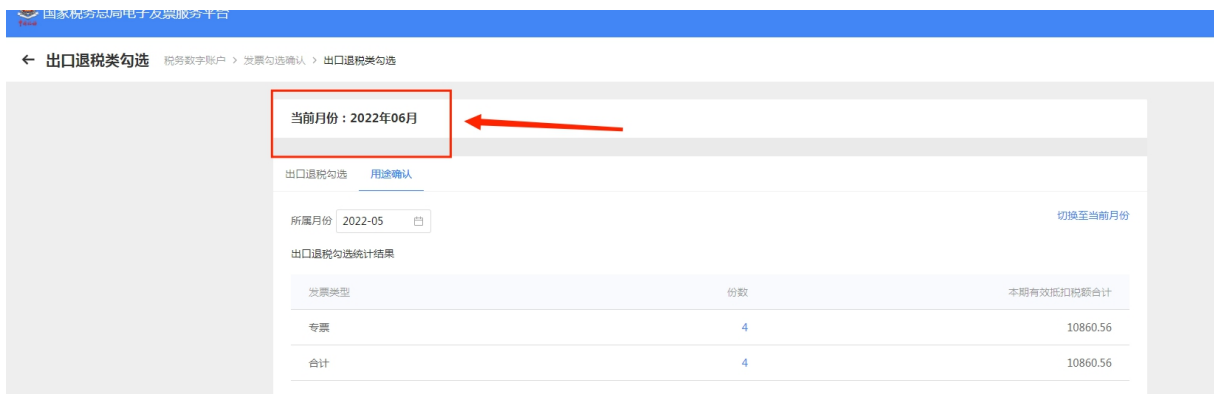 国家税务总局电子发票服务平台
← 出口退税类勾选 税务数字账户 > 发票勾选确认 > 出口退税类勾选
当前月份：2022年06月
出口退税勾选 用途确认
所属月份 2022-05 切换至当前月份
出口退税勾选统计结果
发票类型 份数 本期有效抵扣税额合计
专票 4 10860.56
合计 4 10860.56